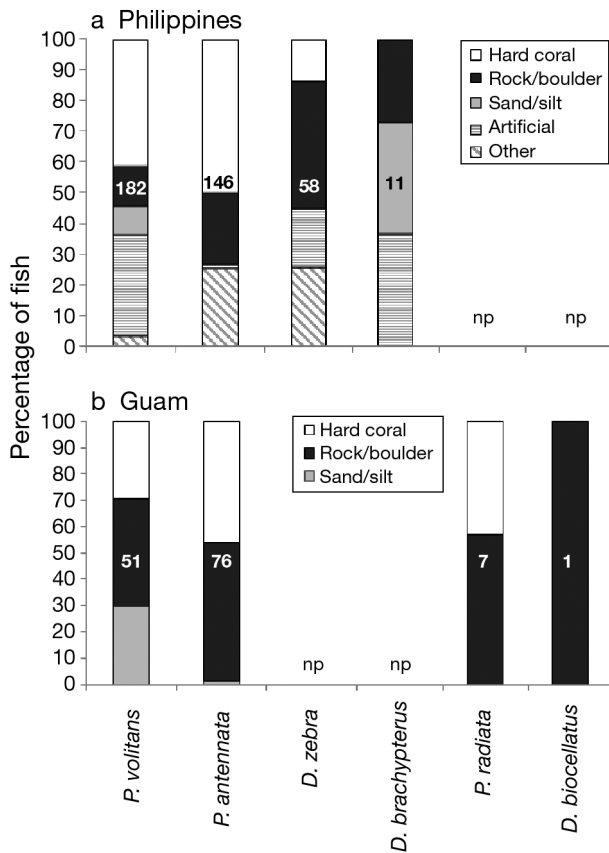 a Philippines
100
90
80
70
60
50
40
30
20
10
0
Hard coral
Rock/boulder
Sand/silt
Artificial
Other
182
146
58
11
np
np
Percentage of fish
b Guam
100
90
80
70
60
50
40
30
20
10
0
Hard coral
Rock/boulder
Sand/silt
51
76
np
np
7
1
P. volitans
P. antennata
D. zebra
D. brachypterus
P. radiata
D. biocellatus